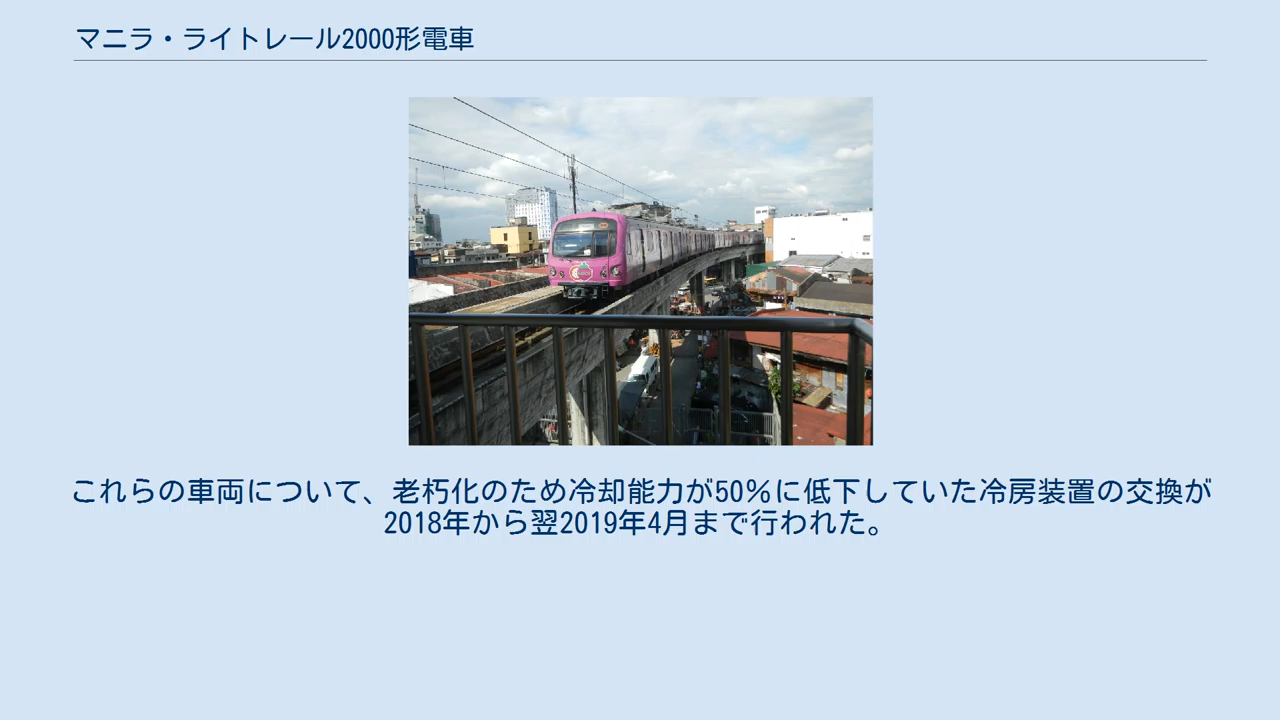 マニラ・ライトレール2000形電車
これらの車両について、老朽化のため冷却能力が50％に低下していた冷房装置の交換が
2018年から翌2019年4月まで行われた。